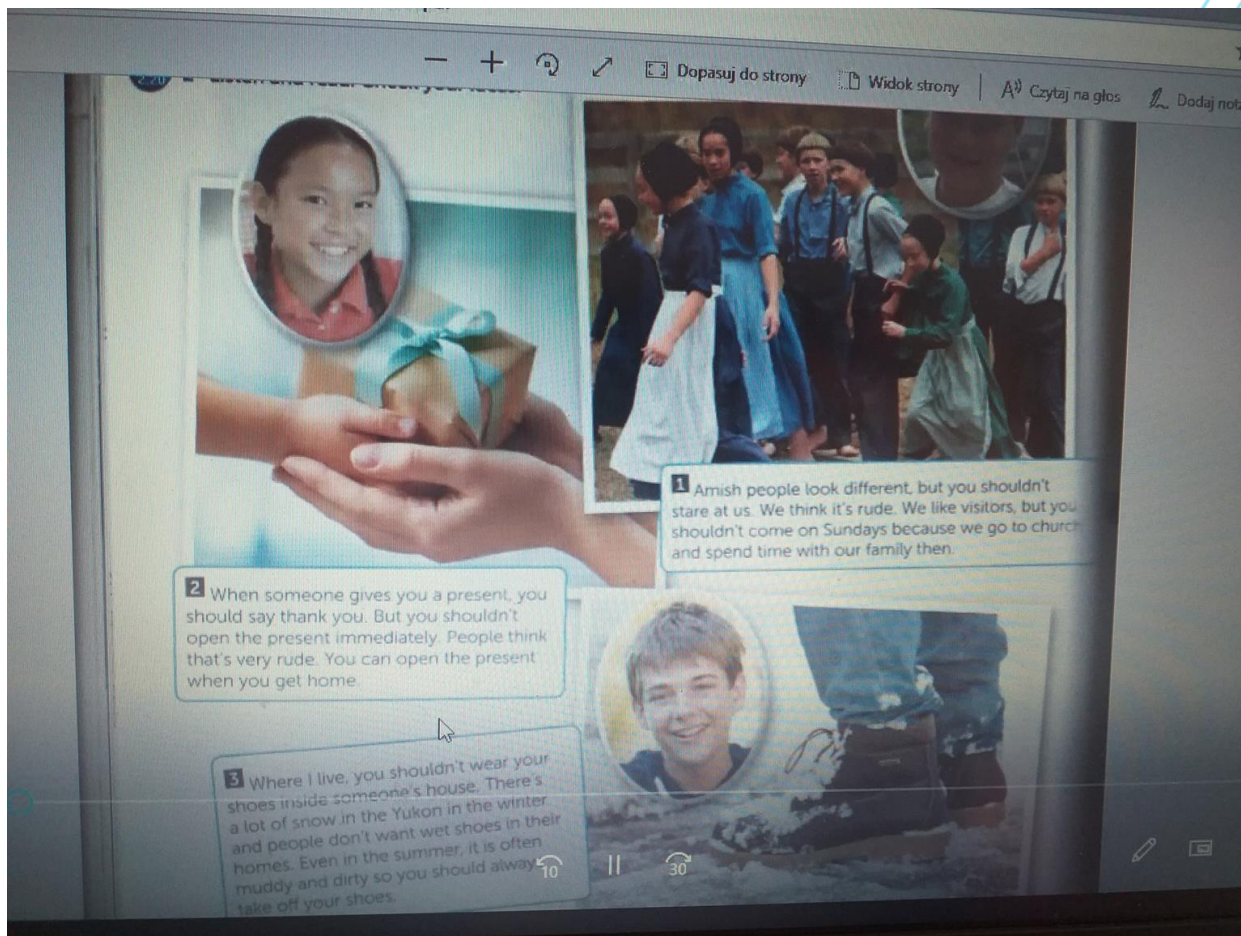 Dopasuj do strony
Widok strony
Czytaj na głos
Dodaj
2.20
1 Amish people look different, but you shouldn't
stare at us. We think it's rude. We like visitors, but you
shouldn't come on Sundays because we go to church
and spend time with our family then.
2 When someone gives you a present, you
should say thank you. But you shouldn't
open the present immediately. People think
that's very rude. You can open the present
when you get home.
3 Where I live, you shouldn't wear your
shoes inside someone's house. There's
a lot of snow in the Yukon in the winter
and people don't want wet shoes in their
homes. Even in the summer, it is often
muddy and dirty so you should always
take off your shoes.
10
30